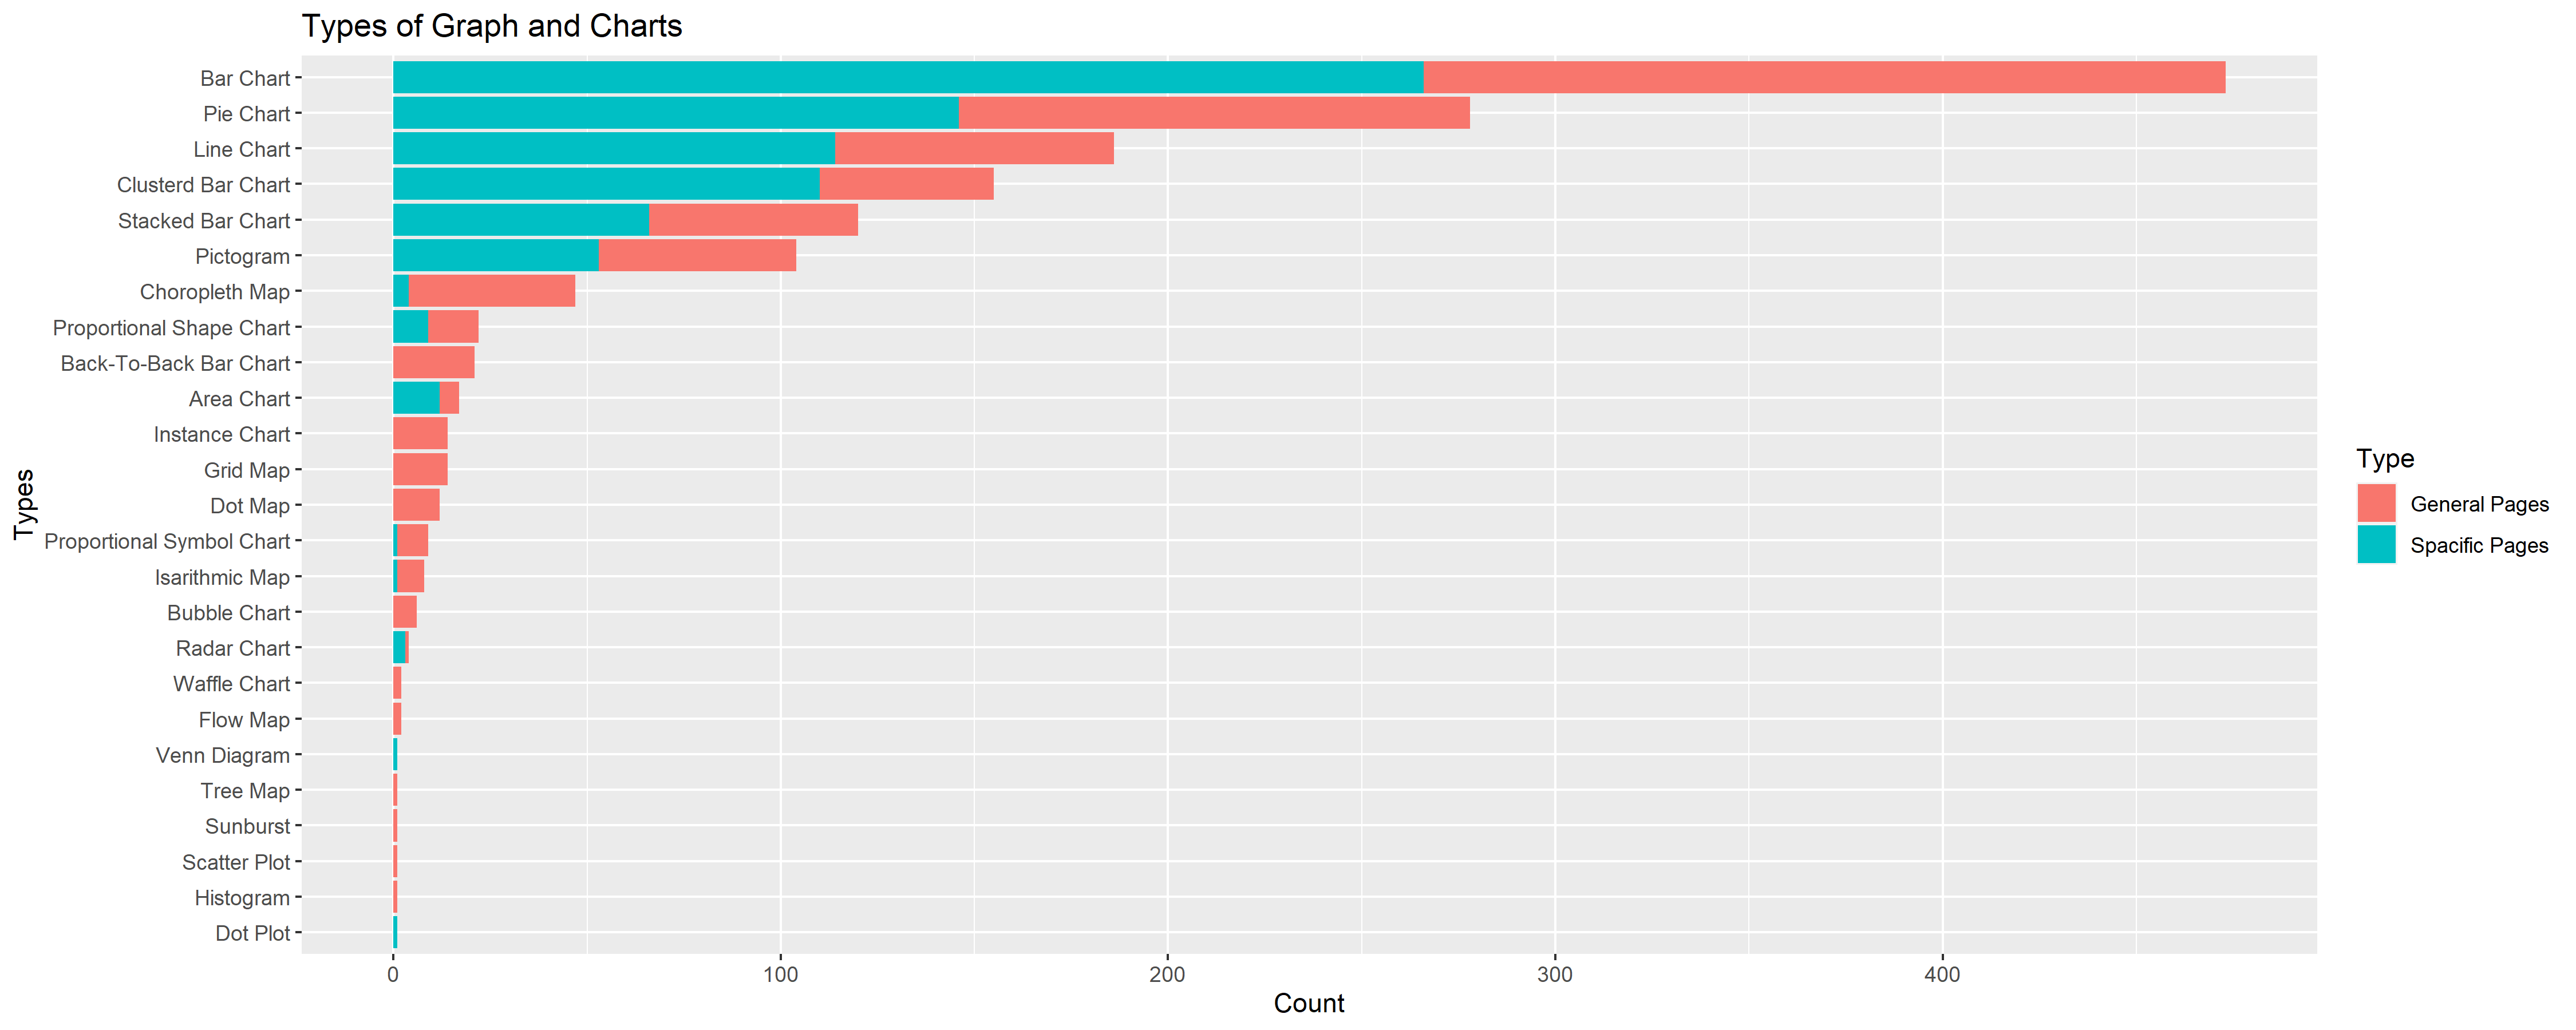 Types of Graph and Charts
Types
Bar Chart
Pie Chart
Line Chart
Clusterd Bar Chart
Stacked Bar Chart
Pictogram
Choropleth Map
Proportional Shape Chart
Back-To-Back Bar Chart
Area Chart
Instance Chart
Grid Map
Dot Map
Proportional Symbol Chart
Isarithmic Map
Bubble Chart
Radar Chart
Waffle Chart
Flow Map
Venn Diagram
Tree Map
Sunburst
Scatter Plot
Histogram
Dot Plot
0 100 200 300 400
Count
Type
General Pages
Spacific Pages